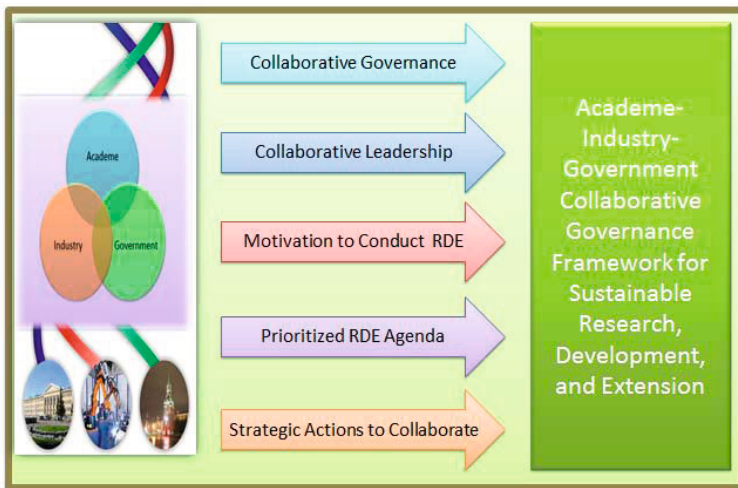 Academe
Industry
Government
Collaborative Governance
Collaborative Leadership
Motivation to Conduct RDE
Prioritized RDE Agenda
Strategic Actions to Collaborate
Academe-
Industry-
Government
Collaborative
Governance
Framework for
Sustainable
Research,
Development,
and Extension